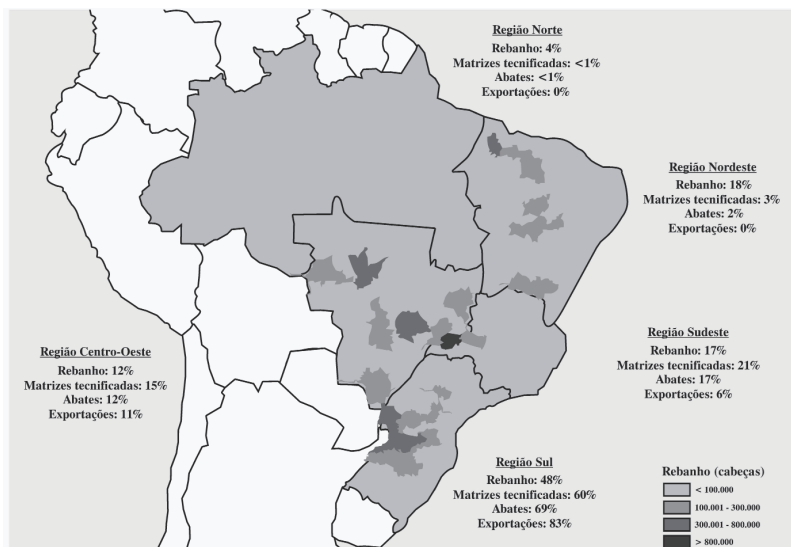 Região Norte
Rebanho: 4%
Matrizes tecnificadas: <1%
Abates: <1%
Exportações: 0%
Região Nordeste
Rebanho: 18%
Matrizes tecnificadas: 3%
Abates: 2%
Exportações: 0%
Região Centro-Oeste
Rebanho: 12%
Matrizes tecnificadas: 15%
Abates: 12%
Exportações: 11%
Região Sudeste
Rebanho: 17%
Matrizes tecnificadas: 21%
Abates: 17%
Exportações: 6%
Região Sul
Rebanho: 48%
Matrizes tecnificadas: 60%
Abates: 69%
Exportações: 83%
Rebanho (cabeças)
< 100.000
100.001 - 300.000
300.001 - 800.000
> 800.000